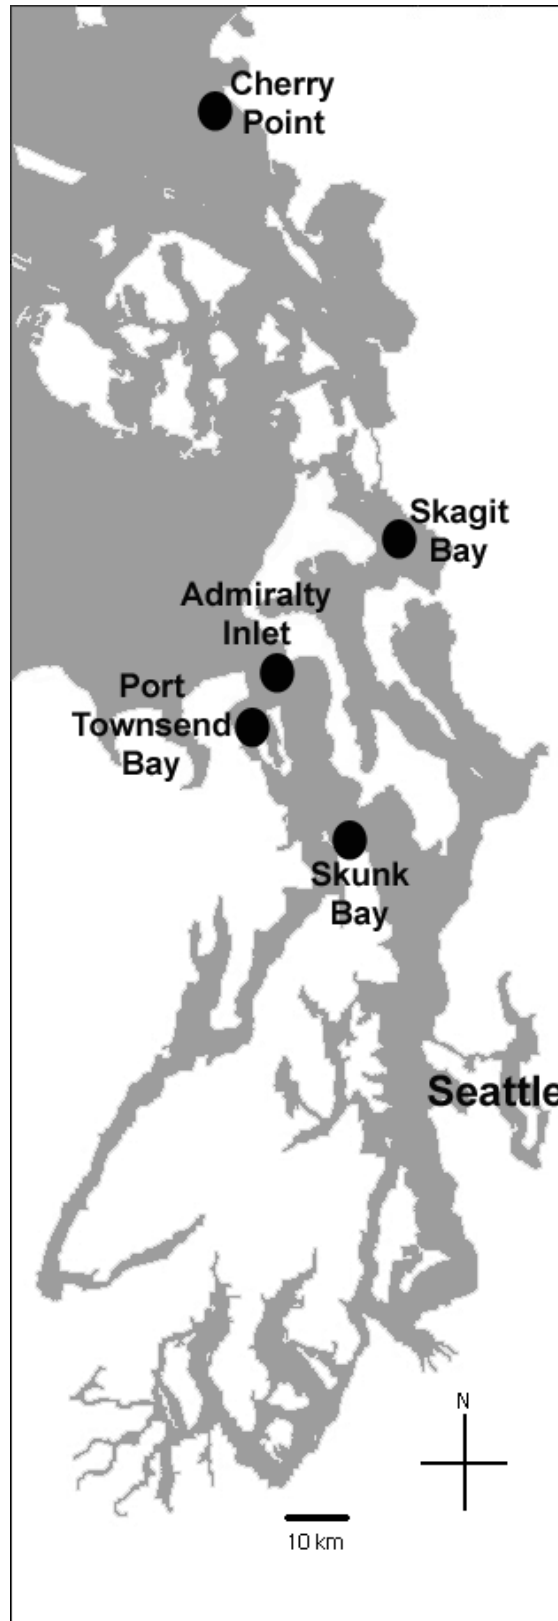 Cherry
Point
Skagit
Bay
Admiralty
Inlet
Port
Townsend
Bay
Skunk
Bay
Seattle
N
10 km